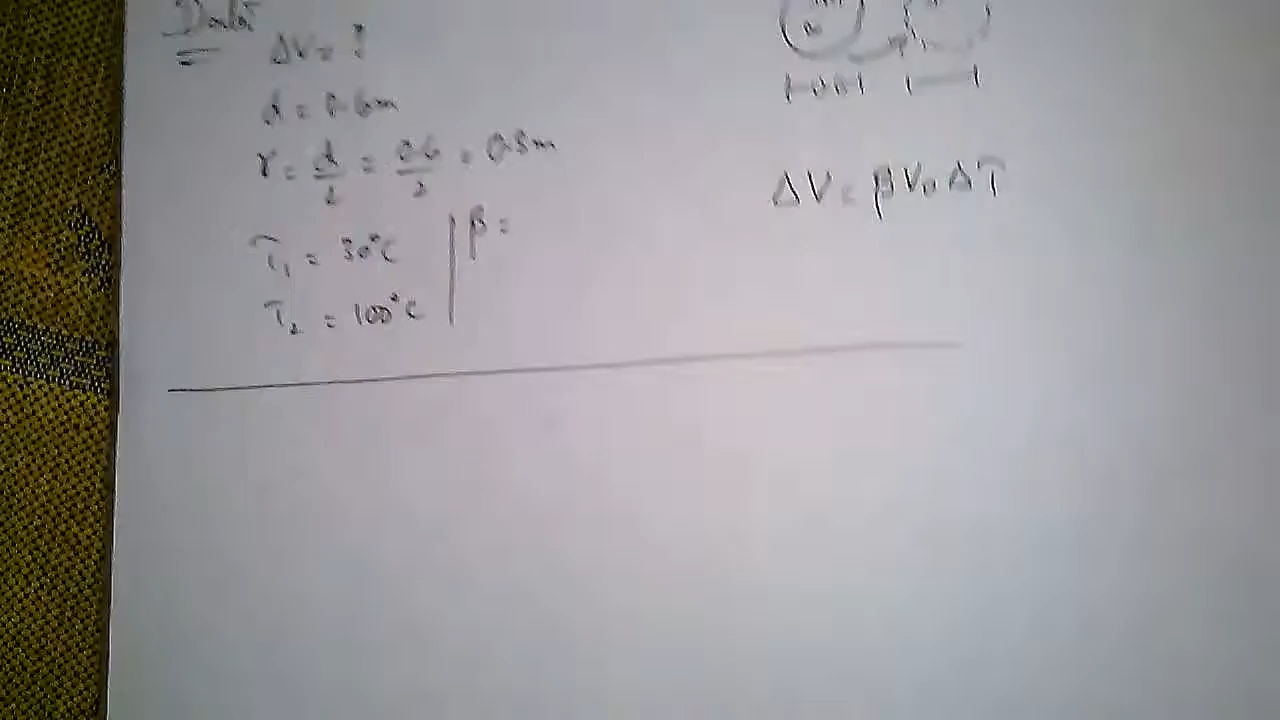 Data
ΔV = ?
d = 0.6m
r = d/2 = 0.6/2 = 0.3m
T₁ = 30°C
T₂ = 100°C
β =
ΔV = βV₀ΔT